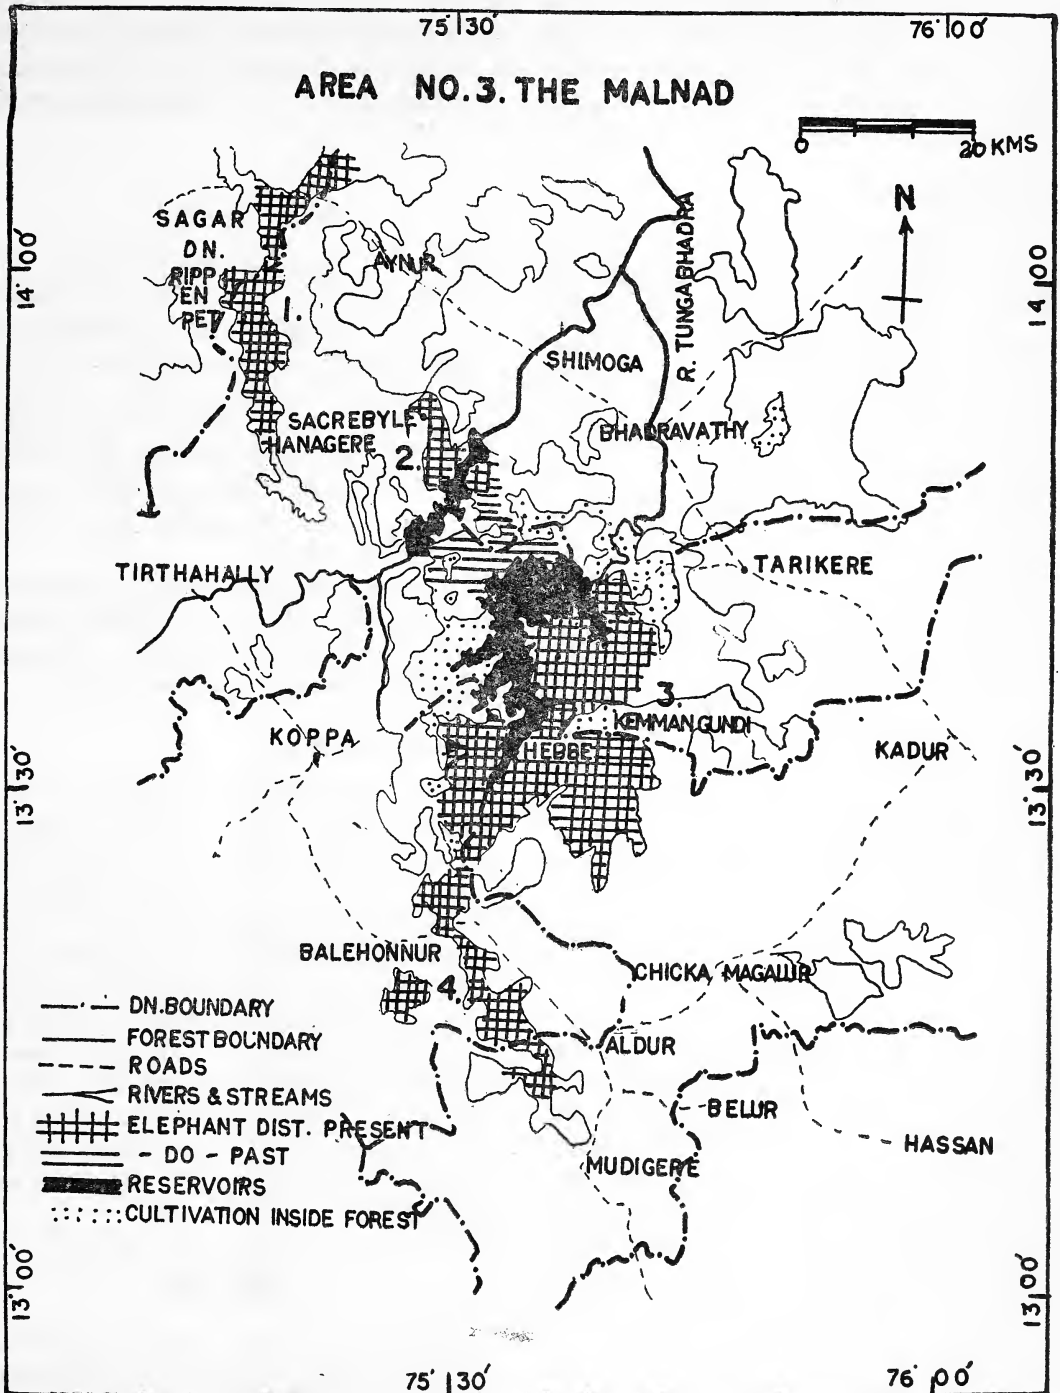 75°30'
76°00'
AREA NO.3. THE MALNAD
0 20 KMS
N
SAGAR
DN.
RIPP
EN
PET
1.
14°00'
14°00'
AYNUR
R. TUNGABHADRA
SHIMOGA
SACREBYLE
HANAGERE
2.
BHADRAVATHY
TIRTHAHALLY
TARIKERE
3
KEMMANGUNDI
KOPPA
HEBBE
KADUR
13°30'
13°30'
BALEHONNUR
CHICKA MAGALUR
4.
DN. BOUNDARY
FOREST BOUNDARY
ROADS
RIVERS & STREAMS
ELEPHANT DIST. PRESENT
- DO - PAST
RESERVOIRS
CULTIVATION INSIDE FOREST
ALDUR
BELUR
HASSAN
MUDIGERE
13°00'
13°00'
75°30'
76°00'